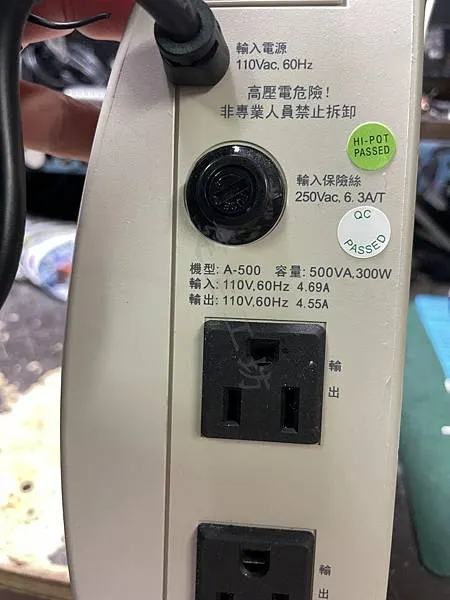 輸入電源
110Vac, 60Hz
高壓電危險!
非專業人員禁止拆卸
HI-POT
PASSED
輸入保險絲
250Vac, 6. 3A/T
QC
PASSED
機型: A-500 容量: 500VA, 300W
輸入: 110V,60Hz 4.69A
輸出: 110V,60Hz 4.55A
工坊
輸出
輸出